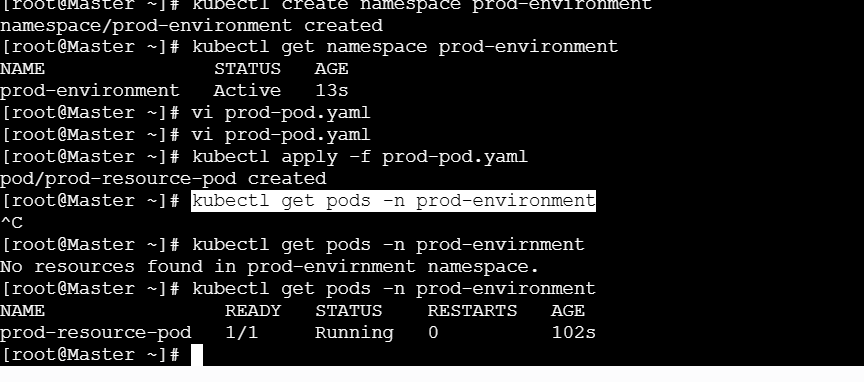 [root@Master ~]# kubectl create namespace prod-environment
namespace/prod-environment created
[root@Master ~]# kubectl get namespace prod-environment
NAME STATUS AGE
prod-environment Active 13s
[root@Master ~]# vi prod-pod.yaml
[root@Master ~]# vi prod-pod.yaml
[root@Master ~]# kubectl apply -f prod-pod.yaml
pod/prod-resource-pod created
[root@Master ~]# kubectl get pods -n prod-environment
^C
[root@Master ~]# kubectl get pods -n prod-envirnment
No resources found in prod-envirnment namespace.
[root@Master ~]# kubectl get pods -n prod-environment
NAME READY STATUS RESTARTS AGE
prod-resource-pod 1/1 Running 0 102s
[root@Master ~]#